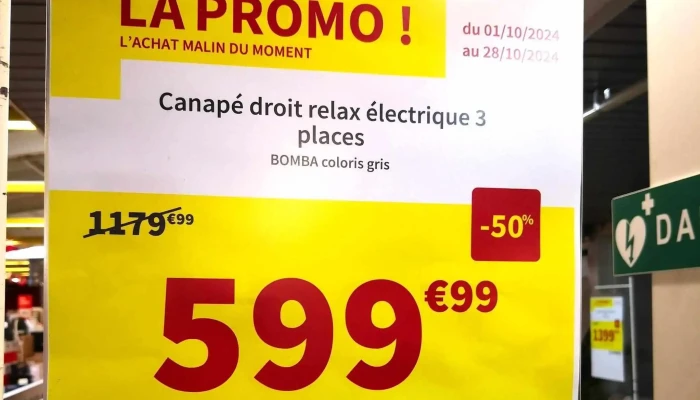 LA PROMO !
L'ACHAT MALIN DU MOMENT
du 01/10/2024
au 28/10/2024
Canapé droit relax électrique 3
places
BOMBA coloris gris
1179€99
-50%
599€99
DA
1399